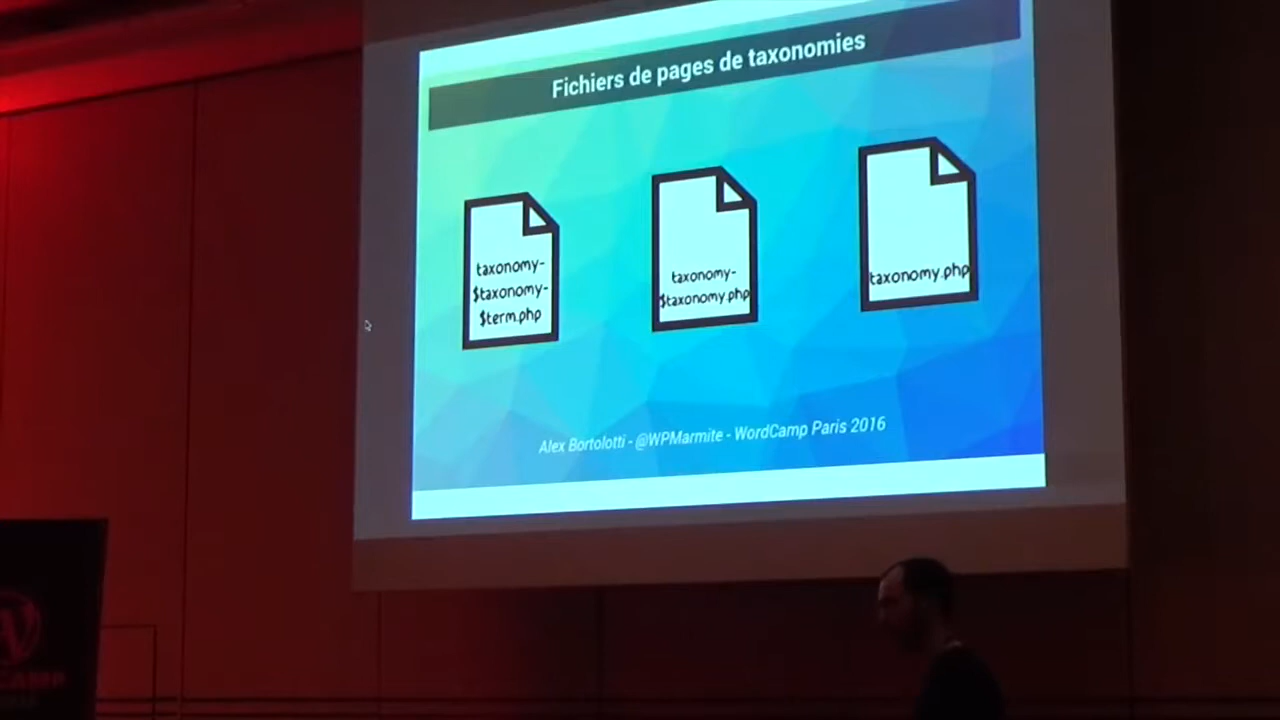 Fichiers de pages de taxonomies
taxonomy-
$taxonomy-
$term.php
taxonomy-
$taxonomy.php
taxonomy.php
Alex Bortolotti - @WPMarmite - WordCamp Paris 2016